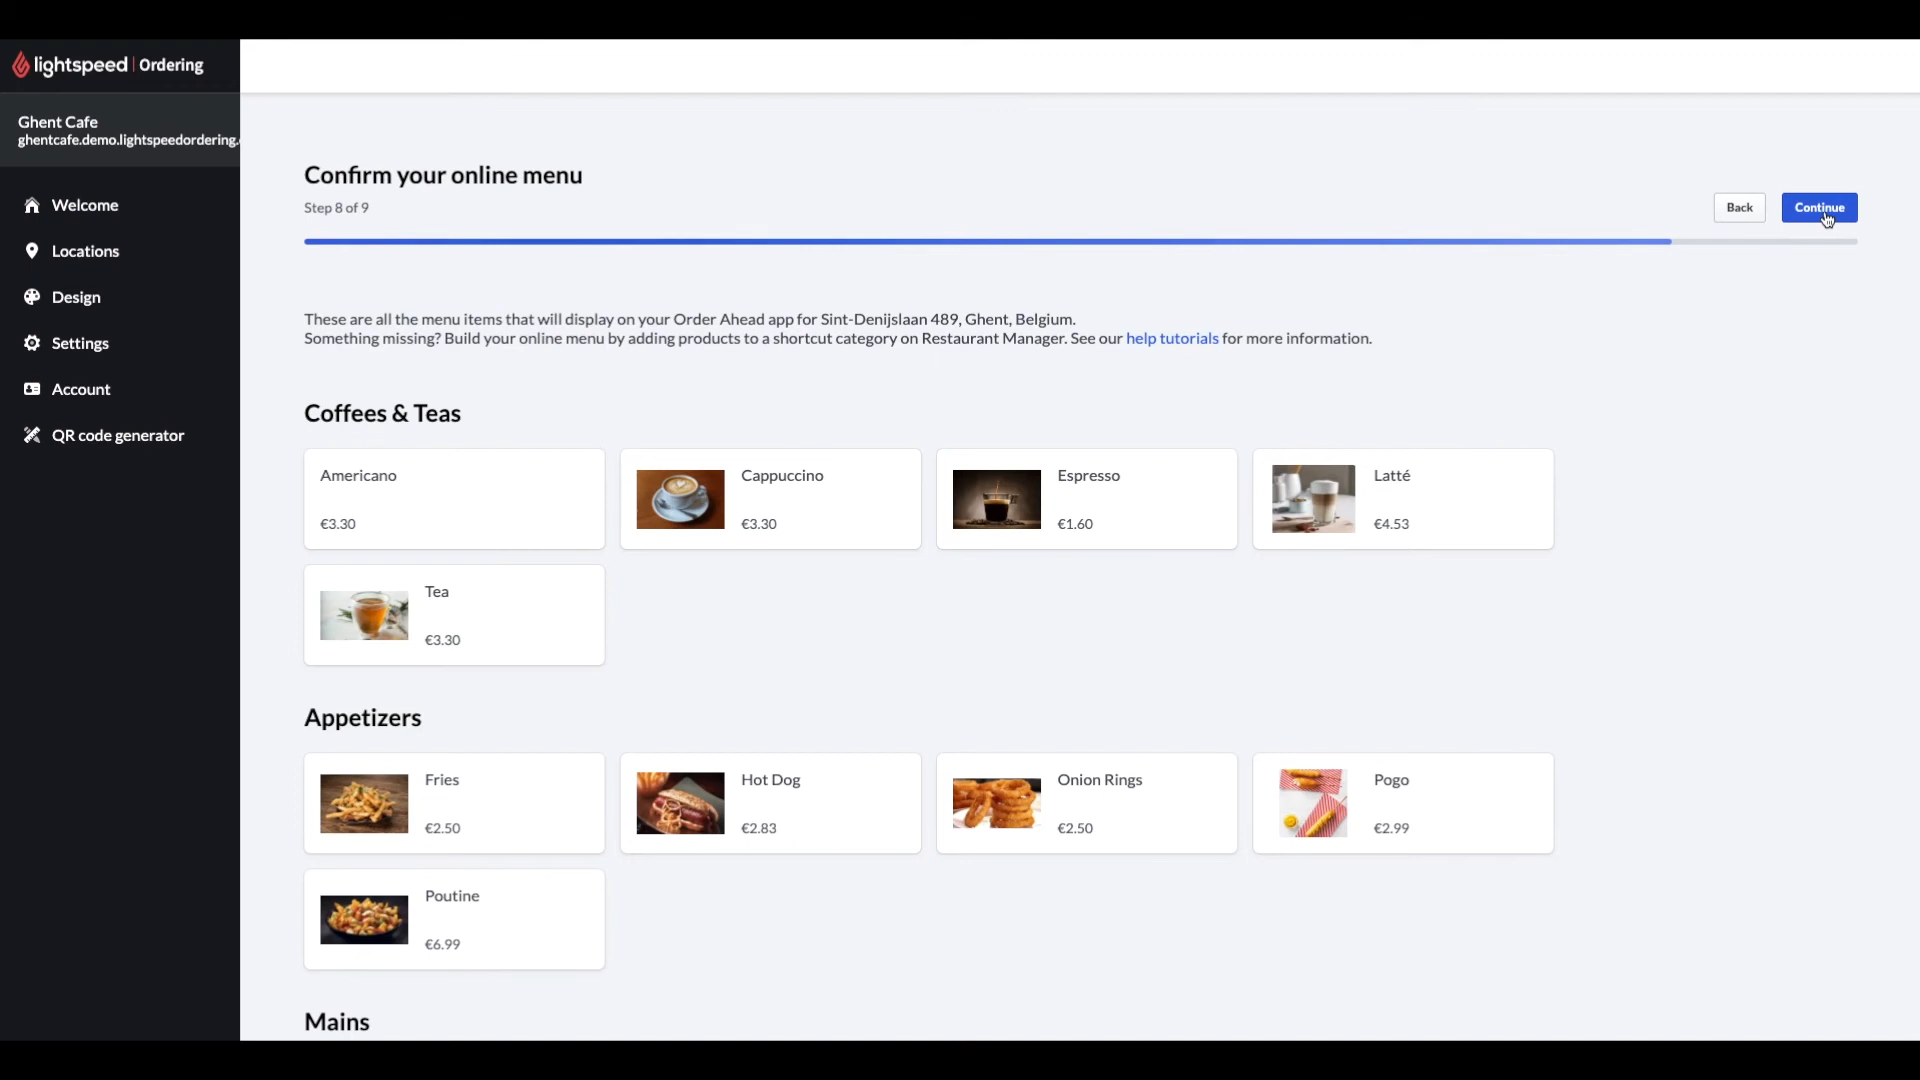 lightspeed | Ordering
Ghent Cafe
ghentcafe.demo.lightspeedordering.
Welcome
Locations
Design
Settings
Account
QR code generator
Confirm your online menu
Step 8 of 9
Back
Continue
These are all the menu items that will display on your Order Ahead app for Sint-Denijslaan 489, Ghent, Belgium.
Something missing? Build your online menu by adding products to a shortcut category on Restaurant Manager. See our help tutorials for more information.
Coffees & Teas
Americano
€3.30
Cappuccino
€3.30
Espresso
€1.60
Latté
€4.53
Tea
€3.30
Appetizers
Fries
€2.50
Hot Dog
€2.83
Onion Rings
€2.50
Pogo
€2.99
Poutine
€6.99
Mains